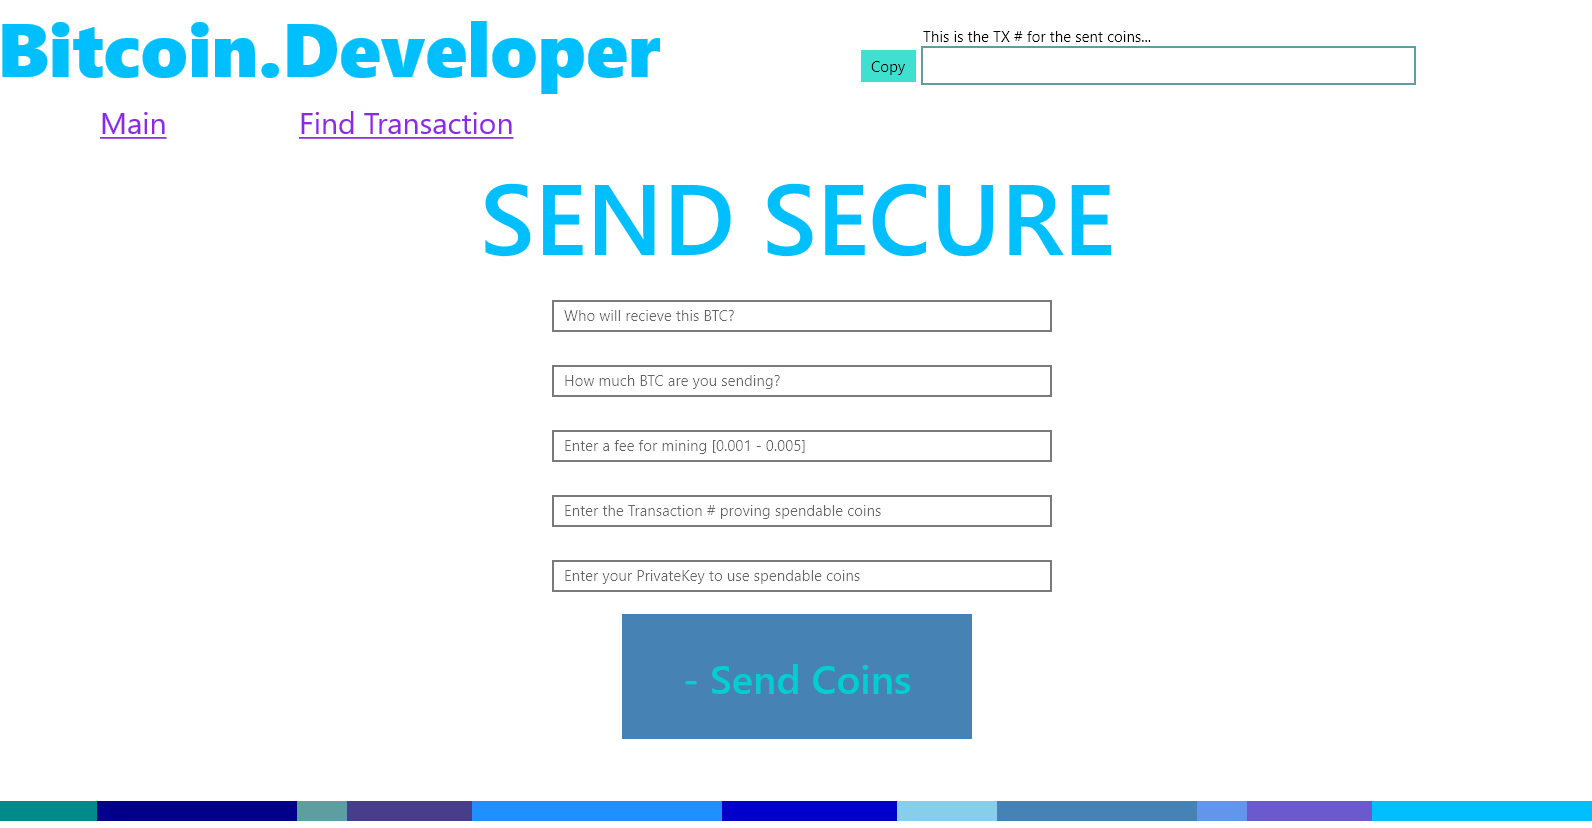 Bitcoin.Developer
This is the TX # for the sent coins...
Copy
Main
Find Transaction
SEND SECURE
Who will recieve this BTC?
How much BTC are you sending?
Enter a fee for mining [0.001 - 0.005]
Enter the Transaction # proving spendable coins
Enter your PrivateKey to use spendable coins
- Send Coins